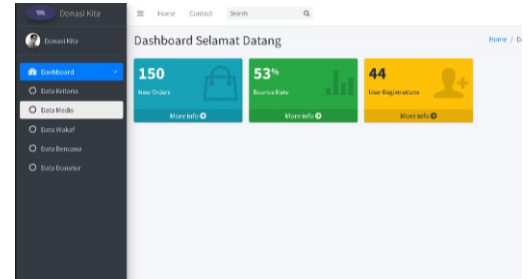 Donasi Kita
Home Contact Search
Donasi Kita
Dashboard Selamat Datang
Home /
Dashboard
Data Kriteria
Data Medis
Data Wakaf
Data Bencana
Data Donatur
150
New Orders
More info
53%
Bounce Rate
More info
44
User Registrations
More info